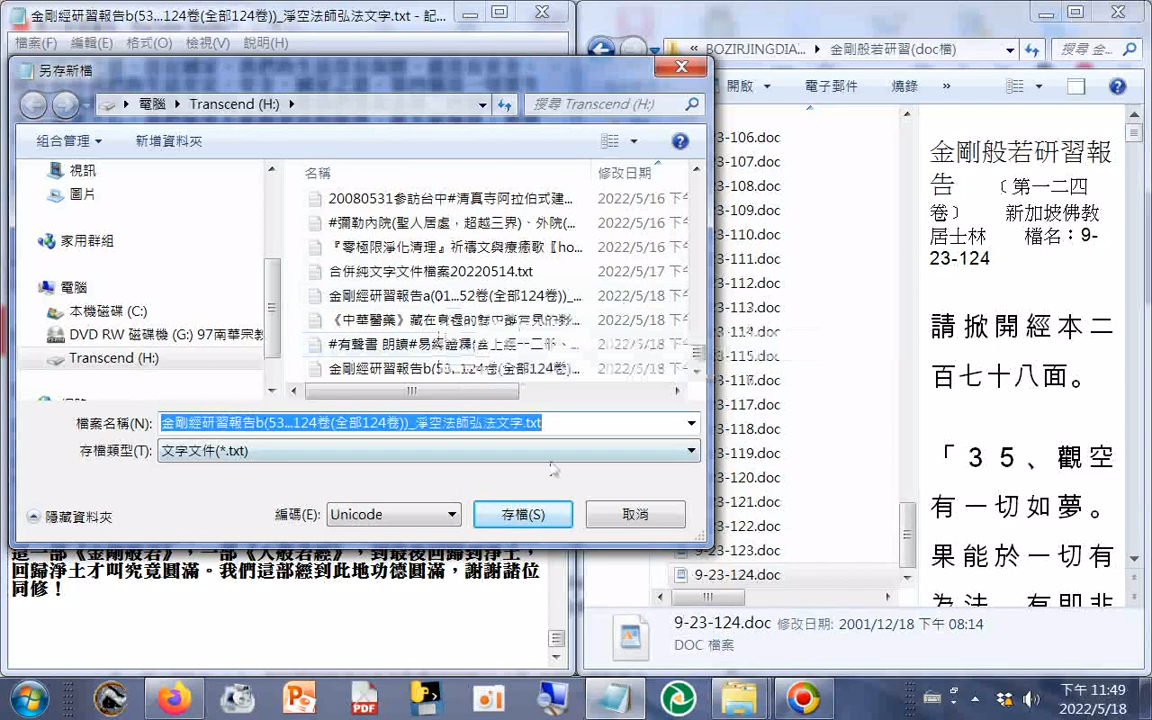 金剛經研習報告b(53...124卷(全部124卷))_淨空法師弘法文字.txt - 記...
檔案(F) 編輯(E) 格式(O) 檢視(V) 說明(H)
另存新檔
電腦 Transcend (H:)
搜尋 Transcend (H:)
組合管理 新增資料夾
視訊
圖片
家用群組
電腦
本機磁碟 (C:)
DVD RW 磁碟機 (G:) 97南華宗教
Transcend (H:)
名稱 修改日期
20080531參訪台中#清真寺阿拉伯式建... 2022/5/16 下午
#彌勒內院(聖人居處，超越三界)、外院(... 2022/5/16 下午
『零極限淨化清理』祈禱文與療癒歌〖ho... 2022/5/16 下午
合併純文字文件檔案20220514.txt 2022/5/17 下午
金剛經研習報告a(01...52卷(全部124卷))_... 2022/5/18 下午
《中華醫藥》藏在身裡的 2022/5/18 下午
#有聲書 朗讀#易經 2022/5/18 下午
金剛經研習報告b(53...124卷(全部124卷)... 2022/5/18 下午
檔案名稱(N): 金剛經研習報告b(53...124卷(全部124卷))_淨空法師弘法文字.txt
存檔類型(T): 文字文件(*.txt)
隱藏資料夾 編碼(E): Unicode 存檔(S) 取消
這一部《金剛般若》，一部《大般若經》，到最後回歸到淨土，
回歸淨土才叫究竟圓滿。我們這部經到此地功德圓滿，謝謝諸位
同修！
« BOZIRJINGDIA... 金剛般若研習(doc檔) 搜尋 金...
開啟 電子郵件 燒錄 »
23-106.doc
23-107.doc
23-108.doc
23-109.doc
23-110.doc
23-111.doc
23-112.doc
23-113.doc
23-114.doc
23-115.doc
23-116.doc
23-117.doc
23-118.doc
23-119.doc
23-120.doc
23-121.doc
23-122.doc
9-23-123.doc
9-23-124.doc
金剛般若研習報
告 （第一二四
卷） 新加坡佛教
居士林 檔名：9-
23-124
請掀開經本二
百七十八面。
「３５、觀空
有一切如夢。
果能於一切有
為法，有即非
9-23-124.doc 修改日期: 2001/12/18 下午 08:14
DOC 檔案
下午 11:49
2022/5/18